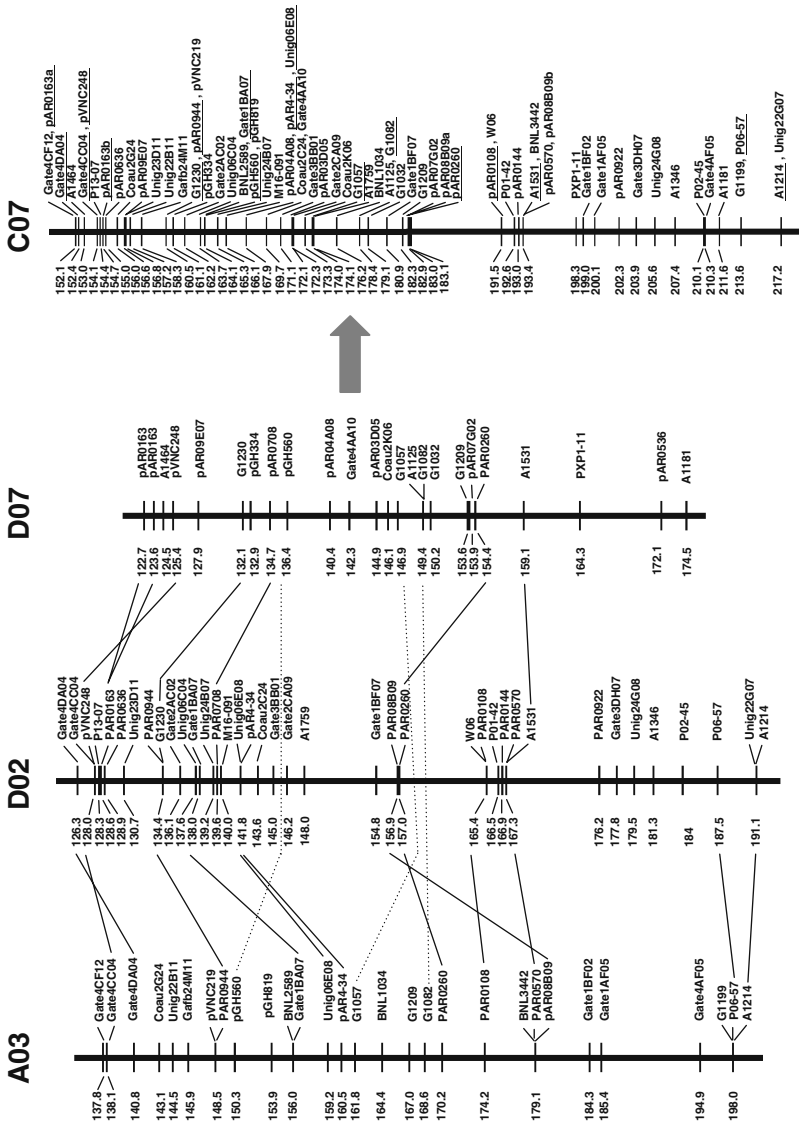 A03
137.8
138.1
140.8
143.1
144.5
145.9
148.5
150.3
153.9
156.0
159.2
160.5
161.8
164.4
167.0
168.6
170.2
174.2
179.1
184.3
185.4
194.9
198.0
Gate4CF12
Gate4CC04
Gate4DA04
Coau2G24
Unig22B11
Gafb24M11
pVNC219
PAR0944
pGH560
pGH819
BNL2589
Gate1BA07
Unig06E08
pAR4-34
G1057
BNL1034
G1209
G1082
PAR0260
PAR0108
BNL3442
PAR0570
pAR08B09
Gate1BF02
Gate1AF05
Gate4AF05
G1199
P06-57
A1214
D02
126.3
128.0
128.3
128.6
128.9
130.7
134.4
136.1
137.6
138.0
139.2
139.6
140.0
141.8
143.6
145.0
146.2
148.0
154.8
156.9
157.0
165.4
166.5
166.9
167.3
176.2
177.8
179.5
181.3
184
187.5
191.1
Gate4DA04
Gate4CC04
pVNC248
P13-07
PAR0163
PAR0636
Unig23D11
PAR0944
G1230
Gate2AC02
Unig06C04
Gate1BA07
Unig24B07
PAR0708
M16-091
Unig06E08
pAR4-34
Coau2C24
Gate3BB01
Gate2CA09
A1759
Gate1BF07
PAR08B09
PAR0260
W06
PAR0108
P01-42
PAR0144
PAR0570
A1531
PAR0922
Gate3DH07
Unig24G08
A1346
P02-45
P06-57
Unig22G07
A1214
D07
122.7
123.6
124.5
125.4
127.9
132.1
132.9
134.7
136.4
140.4
142.3
144.9
146.1
146.9
149.4
150.2
153.6
153.9
154.4
159.1
164.3
172.1
174.5
pAR0163
pAR0163
A1464
pVNC248
pAR09E07
G1230
pGH334
pAR0708
pGH560
pAR04A08
Gate4AA10
pAR03D05
Coau2K06
G1057
A1125
G1082
G1032
G1209
pAR07G02
PAR0260
A1531
PXP1-11
pAR0536
A1181
C07
152.1
152.4
153.0
154.1
154.4
154.7
155.0
156.0
156.6
156.8
157.2
158.3
160.5
161.1
162.2
163.7
164.1
165.3
166.1
167.9
169.7
171.1
172.1
172.3
173.3
174.0
174.1
176.2
178.4
179.1
180.9
182.3
182.9
183.0
183.1
191.5
192.6
193.0
193.4
198.3
199.0
200.1
202.3
203.9
205.6
207.4
210.1
210.3
211.6
213.6
217.2
Gate4CF12, pAR0163a
Gate4DA04
A1464
Gate4CC04 , pVNC248
P13-07
pAR0163b
pAR0636
Coau2G24
pAR09E07
Unig23D11
Unig22B11
Gafb24M11
G1230 , pAR0944 , pVNC219
pGH334
Gate2AC02
Unig06C04
BNL2589, Gate1BA07
pGH560 , pGH819
Unig24B07
M16-091
pAR04A08, pAR4-34 , Unig06E08
Coau2C24, Gate4AA10
Gate3BB01
pAR03D05
Gate2CA09
Coau2K06
G1057
A1759
BNL1034
A1125, G1082
G1032
Gate1BF07
G1209
pAR07G02
pAR08B09a
pAR0260
pAR0108 , W06
P01-42
pAR0144
A1531 , BNL3442
pAR0570, pAR08B09b
PXP1-11
Gate1BF02
Gate1AF05
pAR0922
Gate3DH07
Unig24G08
A1346
P02-45
Gate4AF05
A1181
G1199, P06-57
A1214 , Unig22G07